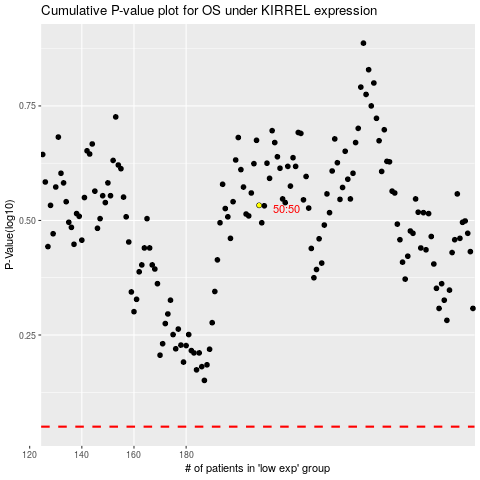 Cumulative P-value plot for OS under KIRREL expression
P-Value(log10)
0.75
0.50
0.25
50:50
120 140 160 180
# of patients in 'low exp' group